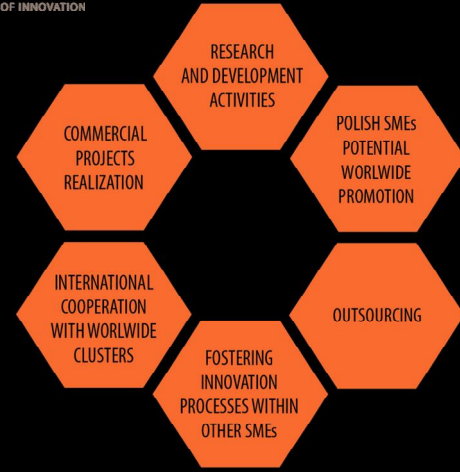 OF INNOVATION
RESEARCH
AND DEVELOPMENT
ACTIVITIES
POLISH SMEs
POTENTIAL
WORLWIDE
PROMOTION
OUTSOURCING
FOSTERING
INNOVATION
PROCESSES WITHIN
OTHER SMEs
INTERNATIONAL
COOPERATION
WITH WORLWIDE
CLUSTERS
COMMERCIAL
PROJECTS
REALIZATION